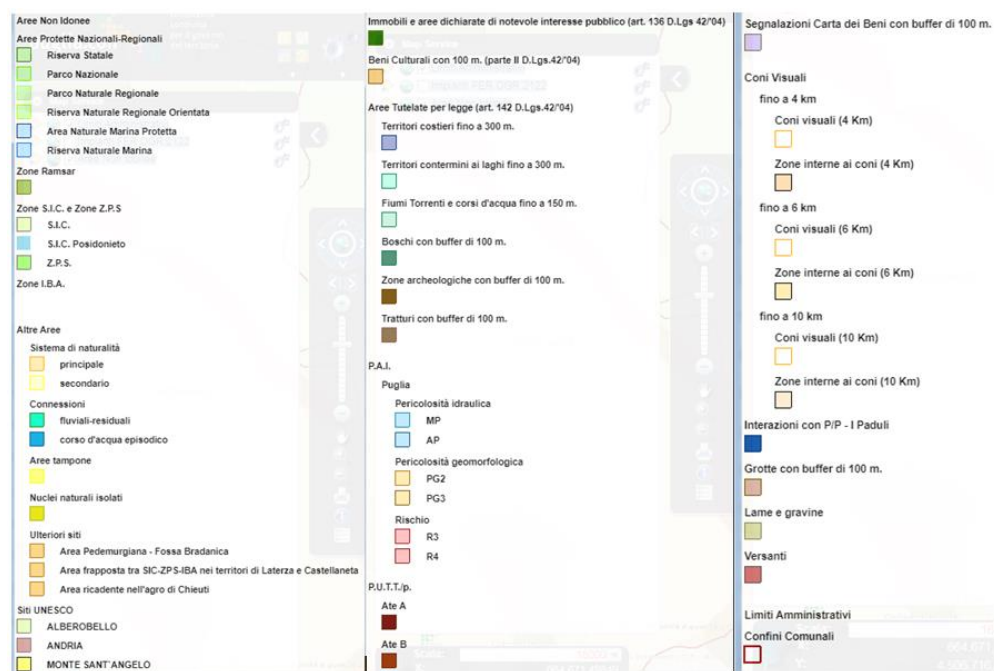 Aree Non Idonee
Aree Protette Nazionali-Regionali
Riserva Statale
Parco Nazionale
Parco Naturale Regionale
Riserva Naturale Regionale Orientata
Area Naturale Marina Protetta
Riserva Naturale Marina
Zone Ramsar
Zone S.I.C. e Zone Z.P.S
S.I.C.
S.I.C. Posidonieto
Z.P.S.
Zone I.B.A.
Altre Aree
Sistema di naturalità
principale
secondario
Connessioni
fluviali-residuali
corso d'acqua episodico
Aree tampone
Nuclei naturali isolati
Ulteriori siti
Area Pedemurgiana - Fossa Bradanica
Area frapposta tra SIC-ZPS-IBA nei territori di Laterza e Castellaneta
Area ricadente nell'agro di Chieuti
Siti UNESCO
ALBEROBELLO
ANDRIA
MONTE SANT'ANGELO
Immobili e aree dichiarate di notevole interesse pubblico (art. 136 D.Lgs 42/'04)
Beni Culturali con 100 m. (parte II D.Lgs.42/'04)
Aree Tutelate per legge (art. 142 D.Lgs.42/'04)
Territori costieri fino a 300 m.
Territori contermini ai laghi fino a 300 m.
Fiumi Torrenti e corsi d'acqua fino a 150 m.
Boschi con buffer di 100 m.
Zone archeologiche con buffer di 100 m.
Tratturi con buffer di 100 m.
P.A.I.
Puglia
Pericolosità idraulica
MP
AP
Pericolosità geomorfologica
PG2
PG3
Rischio
R3
R4
P.U.T.T./p.
Ate A
Ate B
Segnalazioni Carta dei Beni con buffer di 100 m.
Coni Visuali
fino a 4 km
Coni visuali (4 Km)
Zone interne ai coni (4 Km)
fino a 6 km
Coni visuali (6 Km)
Zone interne ai coni (6 Km)
fino a 10 km
Coni visuali (10 Km)
Zone interne ai coni (10 Km)
Interazioni con P/P - I Paduli
Grotte con buffer di 100 m.
Lame e gravine
Versanti
Limiti Amministrativi
Confini Comunali